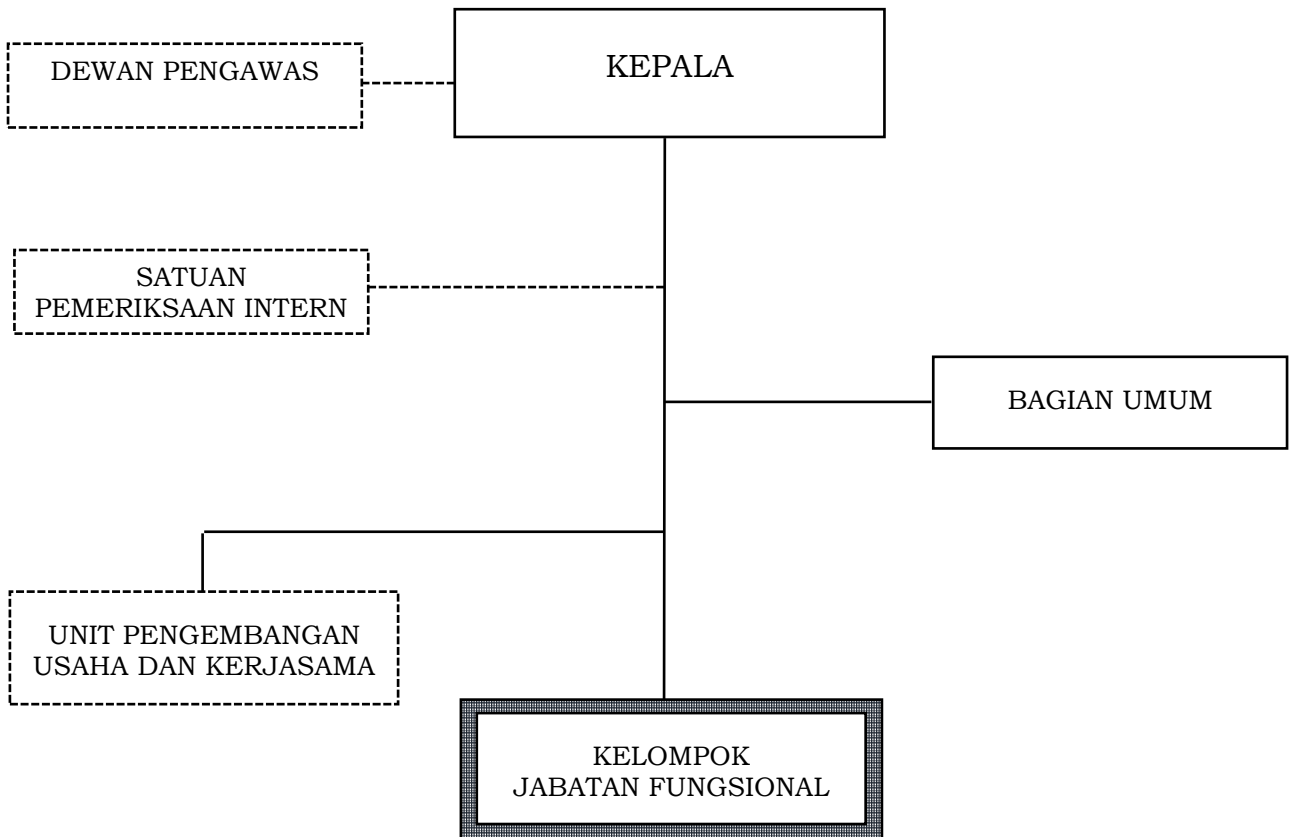 DEWAN PENGAWAS
KEPALA
SATUAN
PEMERIKSAAN INTERN
BAGIAN UMUM
UNIT PENGEMBANGAN
USAHA DAN KERJASAMA
KELOMPOK
JABATAN FUNGSIONAL